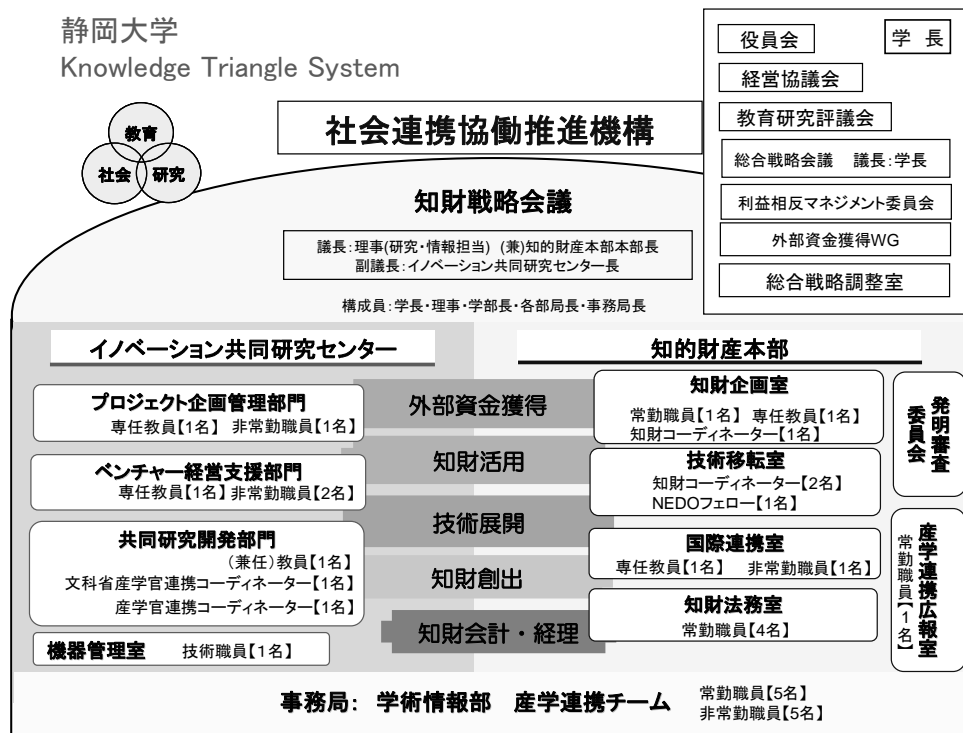 静岡大学
Knowledge Triangle System
教育
社会
研究
社会連携協働推進機構
役員会
学 長
経営協議会
教育研究評議会
総合戦略会議 議長:学長
利益相反マネジメント委員会
外部資金獲得WG
総合戦略調整室
知財戦略会議
議長:理事(研究・情報担当) (兼)知的財産本部本部長
副議長:イノベーション共同研究センター長
構成員:学長・理事・学部長・各部局長・事務局長
イノベーション共同研究センター
プロジェクト企画管理部門
専任教員【1名】 非常勤職員【1名】
ベンチャー経営支援部門
専任教員【1名】 非常勤職員【2名】
共同研究開発部門
(兼任)教員【1名】
文科省産学官連携コーディネーター【1名】
産学官連携コーディネーター【1名】
機器管理室 技術職員【1名】
外部資金獲得
知財活用
技術展開
知財創出
知財会計・経理
知的財産本部
知財企画室
常勤職員【1名】 専任教員【1名】
知財コーディネーター【1名】
技術移転室
知財コーディネーター【2名】
NEDOフェロー【1名】
国際連携室
専任教員【1名】 非常勤職員【1名】
知財法務室
常勤職員【4名】
発明審査
委員会
産学連携広報室
常勤職員【1名】
事務局: 学術情報部 産学連携チーム
常勤職員【5名】
非常勤職員【5名】